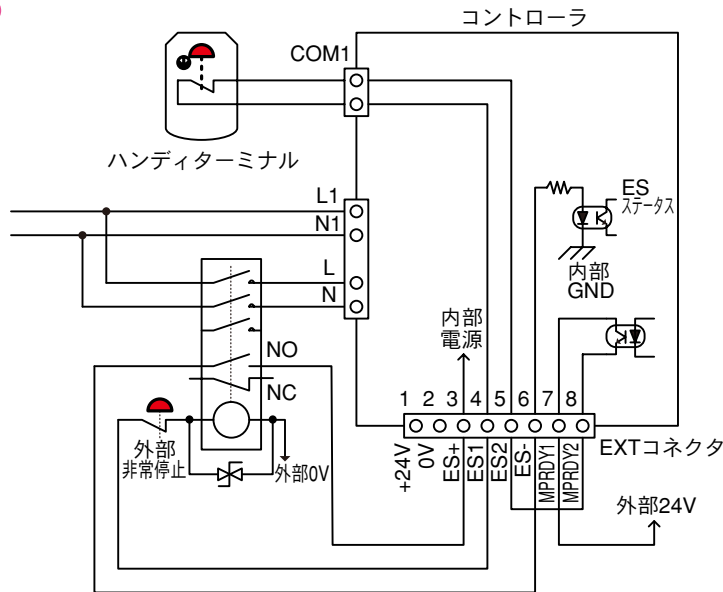 コントローラ
COM1
ハンディターミナル
L1
N1
L
N
ES
ステータス
内部
GND
内部
電源
NO
NC
1 2 3 4 5 6 7 8
EXTコネクタ
+24V
0V
ES+
ES1
ES2
ES-
MPRDY1
MPRDY2
外部
非常停止
外部0V
外部24V